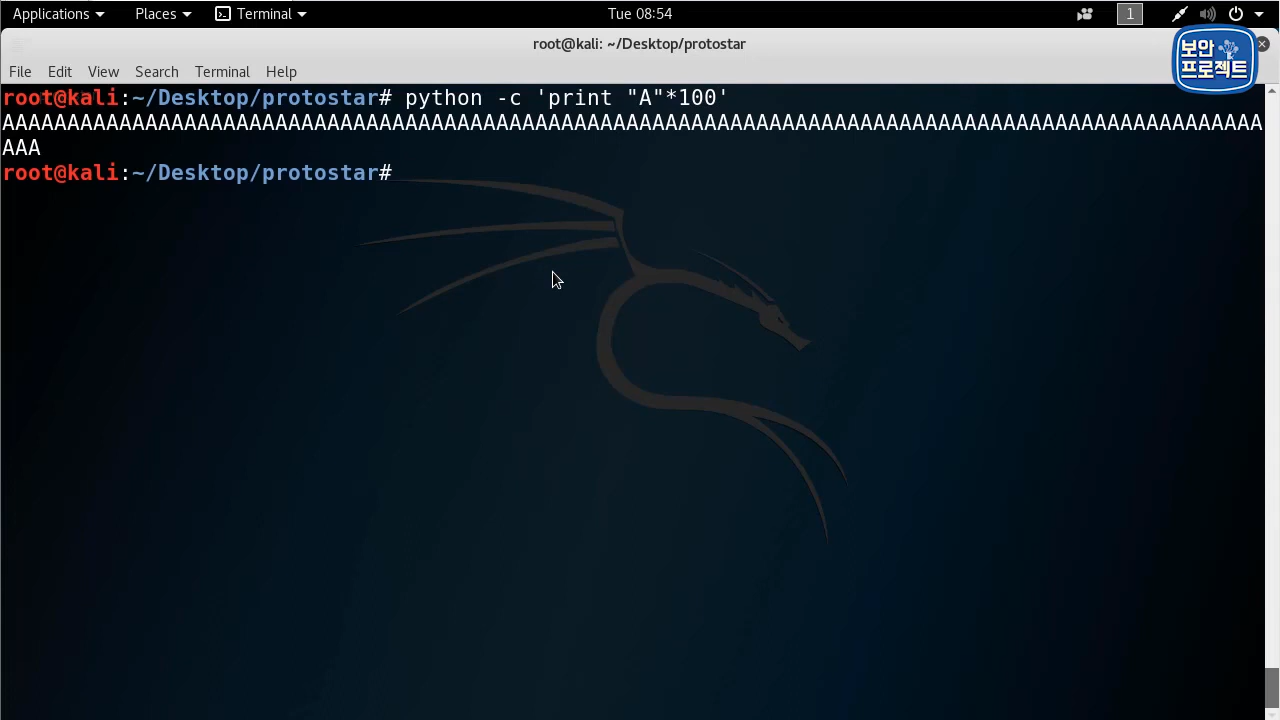 Applications Places Terminal Tue 08:54 1
root@kali: ~/Desktop/protostar
보안
프로젝트
File Edit View Search Terminal Help
root@kali:~/Desktop/protostar# python -c 'print "A"*100'
AAAAAAAAAAAAAAAAAAAAAAAAAAAAAAAAAAAAAAAAAAAAAAAAAAAAAAAAAAAAAAAAAAAAAAAAAAAAAAAAAAAAAAAAAAAAAAAAA
AAA
root@kali:~/Desktop/protostar#